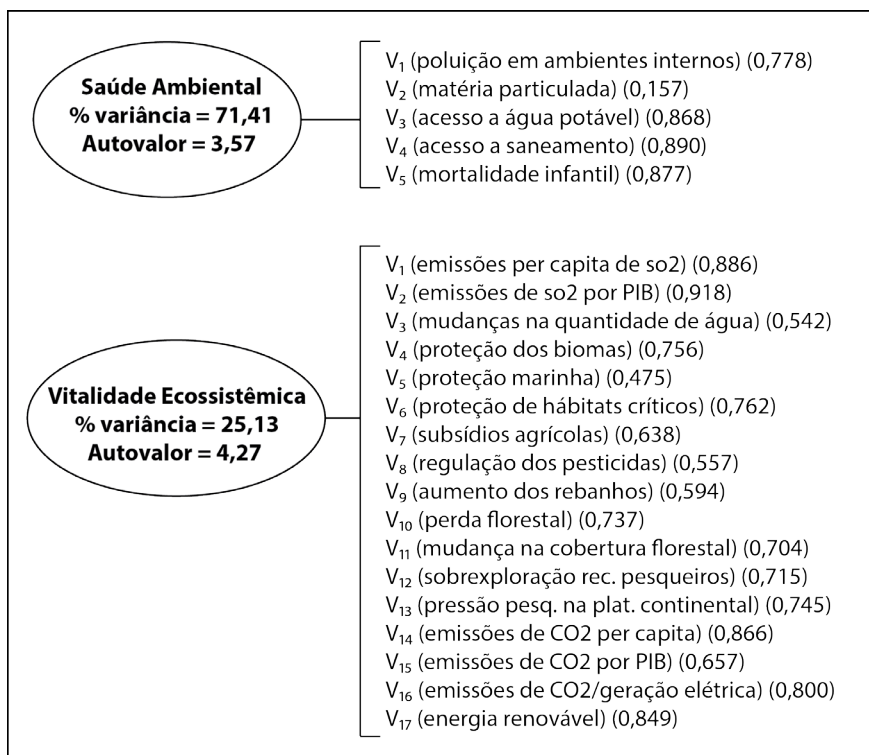 Saúde Ambiental
% variância = 71,41
Autovalor = 3,57
V₁ (poluição em ambientes internos) (0,778)
V₂ (matéria particulada) (0,157)
V₃ (acesso a água potável) (0,868)
V₄ (acesso a saneamento) (0,890)
V₅ (mortalidade infantil) (0,877)
Vitalidade Ecossistêmica
% variância = 25,13
Autovalor = 4,27
V₁ (emissões per capita de so2) (0,886)
V₂ (emissões de so2 por PIB) (0,918)
V₃ (mudanças na quantidade de água) (0,542)
V₄ (proteção dos biomas) (0,756)
V₅ (proteção marinha) (0,475)
V₆ (proteção de hábitats críticos) (0,762)
V₇ (subsídios agrícolas) (0,638)
V₈ (regulação dos pesticidas) (0,557)
V₉ (aumento dos rebanhos) (0,594)
V₁₀ (perda florestal) (0,737)
V₁₁ (mudança na cobertura florestal) (0,704)
V₁₂ (sobrexploração rec. pesqueiros) (0,715)
V₁₃ (pressão pesq. na plat. continental) (0,745)
V₁₄ (emissões de CO2 per capita) (0,866)
V₁₅ (emissões de CO2 por PIB) (0,657)
V₁₆ (emissões de CO2/geração elétrica) (0,800)
V₁₇ (energia renovável) (0,849)